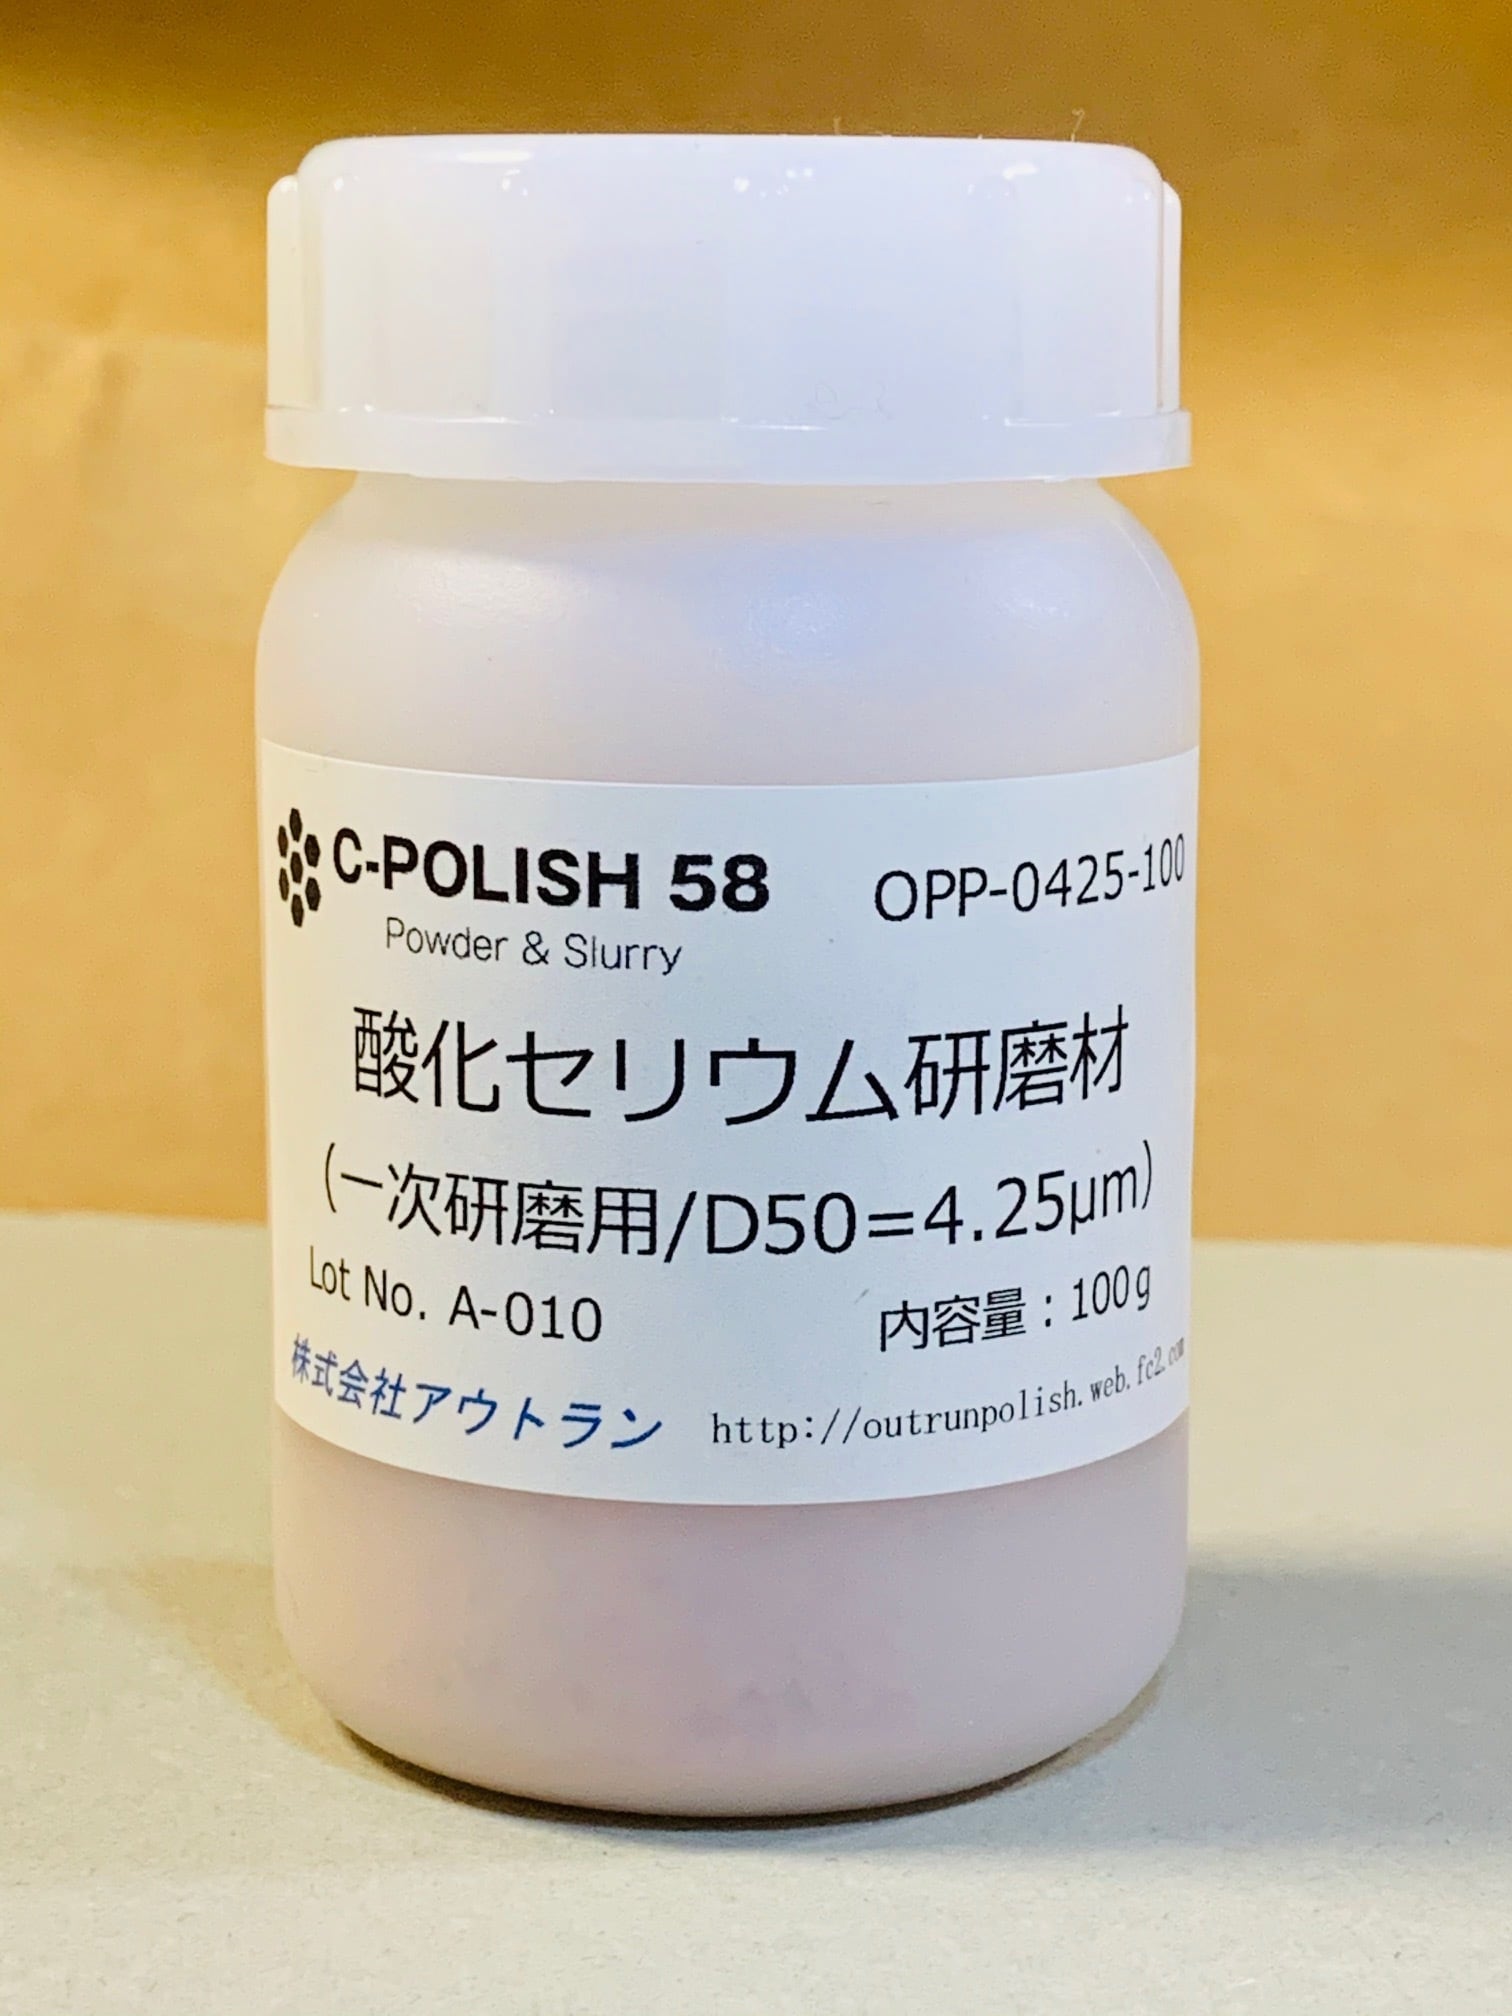 C-POLISH 58 OPP-0425-100
Powder & Slurry
酸化セリウム研磨材
(一次研磨用/D50=4.25μm)
Lot No. A-010 内容量：100g
株式会社アウトラン http://outrunpolish.web.fc2.com